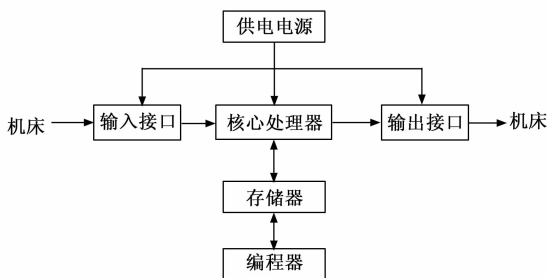 供电电源
机床
输入接口
核心处理器
输出接口
机床
存储器
编程器